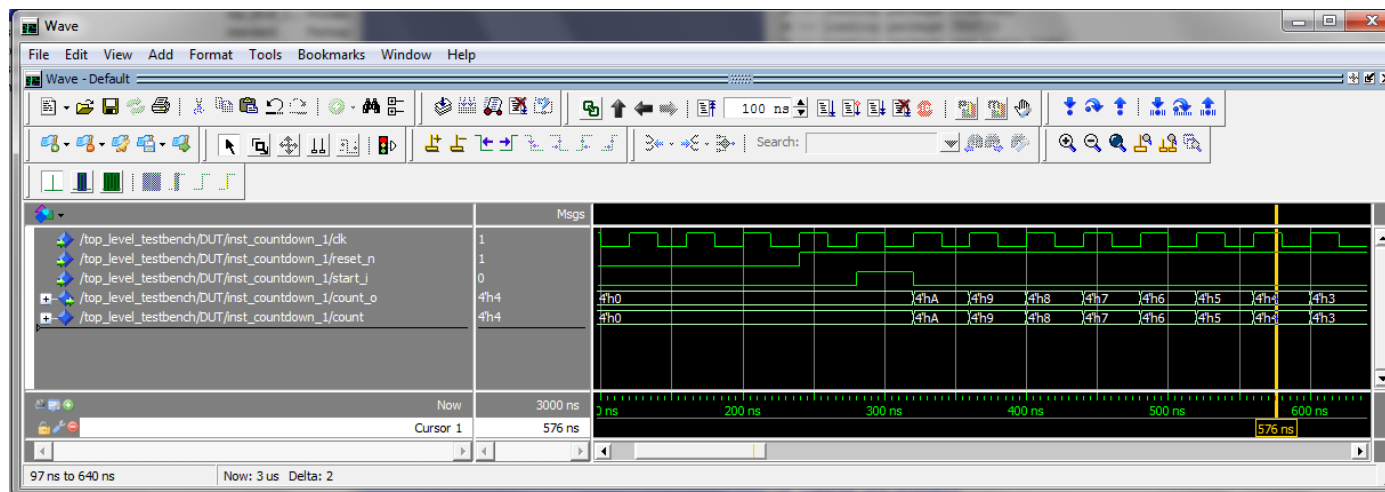 Wave
File Edit View Add Format Tools Bookmarks Window Help
Wave - Default
100 ns
Search:
Msgs
/top_level_testbench/DUT/inst_countdown_1/clk 1
/top_level_testbench/DUT/inst_countdown_1/reset_n 1
/top_level_testbench/DUT/inst_countdown_1/start_i 0
/top_level_testbench/DUT/inst_countdown_1/count_o 4'h4 4'h0 4'hA 4'h9 4'h8 4'h7 4'h6 4'h5 4'h4 4'h3
/top_level_testbench/DUT/inst_countdown_1/count 4'h4 4'h0 4'hA 4'h9 4'h8 4'h7 4'h6 4'h5 4'h4 4'h3
Now 3000 ns ns 200 ns 300 ns 400 ns 500 ns 600 ns
Cursor 1 576 ns 576 ns
97 ns to 640 ns Now: 3 us Delta: 2